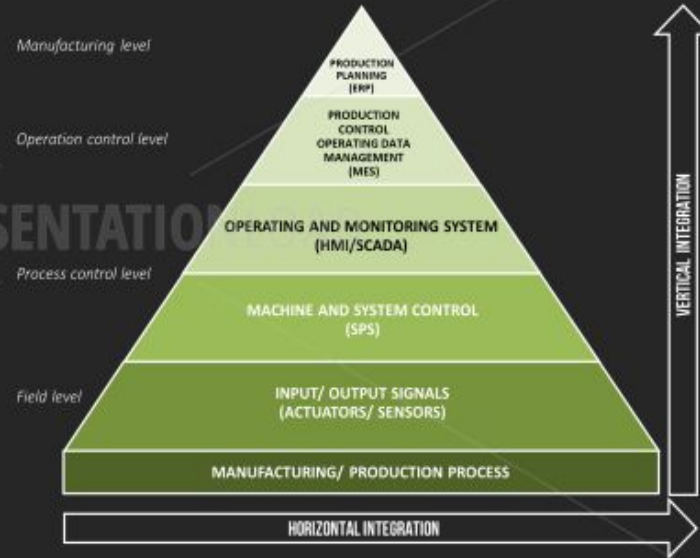 Manufacturing level
PRODUCTION
PLANNING
(ERP)
Operation control level
PRODUCTION
CONTROL
OPERATING DATA
MANAGEMENT
(MES)
OPERATING AND MONITORING SYSTEM
(HMI/SCADA)
Process control level
MACHINE AND SYSTEM CONTROL
(SPS)
Field level
INPUT/ OUTPUT SIGNALS
(ACTUATORS/ SENSORS)
MANUFACTURING/ PRODUCTION PROCESS
HORIZONTAL INTEGRATION
VERTICAL INTEGRATION